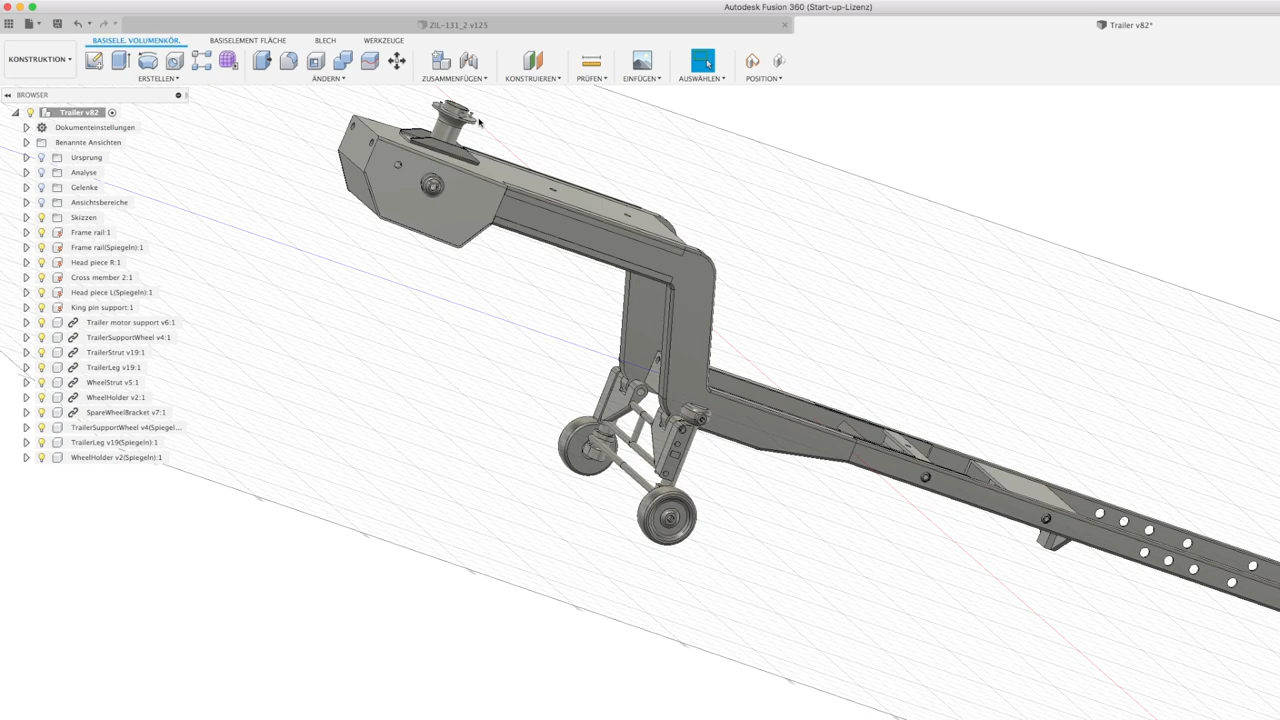 Autodesk Fusion 360 (Start-up-Lizenz)
ZIL-131_2 v125
Trailer v82*
BASISELE. VOLUMENKÖR.
BASISELEMENT FLÄCHE
BLECH
WERKZEUGE
KONSTRUKTION
ERSTELLEN
ÄNDERN
ZUSAMMENFÜGEN
KONSTRUIEREN
PRÜFEN
EINFÜGEN
AUSWÄHLEN
POSITION
BROWSER
Trailer v82
Dokumenteinstellungen
Benannte Ansichten
Ursprung
Analyse
Gelenke
Ansichtsbereiche
Skizzen
Frame rail:1
Frame rail(Spiegeln):1
Head piece R:1
Cross member 2:1
Head piece L(Spiegeln):1
King pin support:1
Trailer motor support v6:1
TrailerSupportWheel v4:1
TrailerStrut v19:1
TrailerLeg v19:1
WheelStrut v5:1
WheelHolder v2:1
SpareWheelBracket v7:1
TrailerSupportWheel v4(Spiegel...
TrailerLeg v19(Spiegeln):1
WheelHolder v2(Spiegeln):1